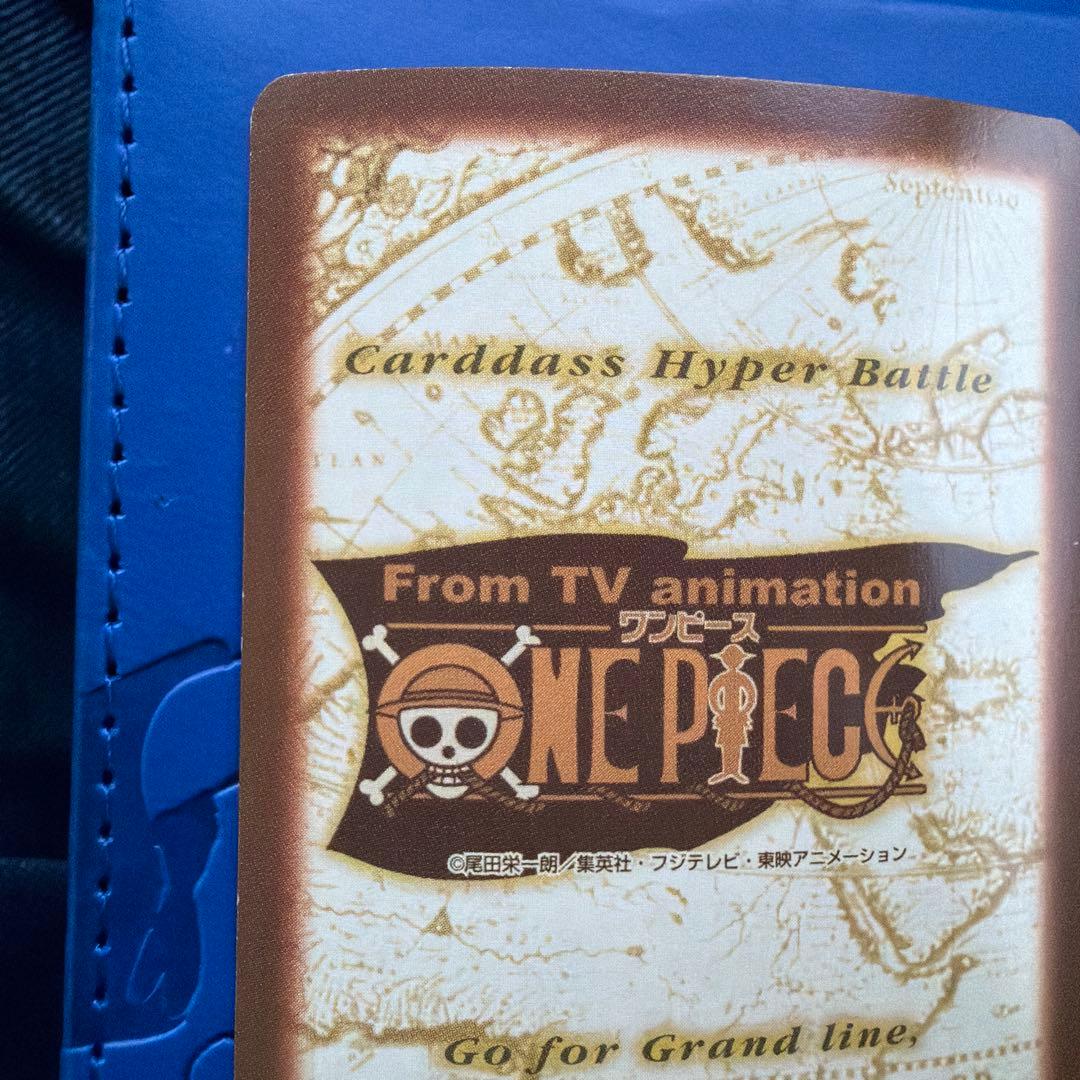 Septentrio
Carddass Hyper Battle
TLAN
From TV animation
ワンピース
ONE PIECE
©尾田栄一朗／集英社・フジテレビ・東映アニメーション
Go for Grand line,